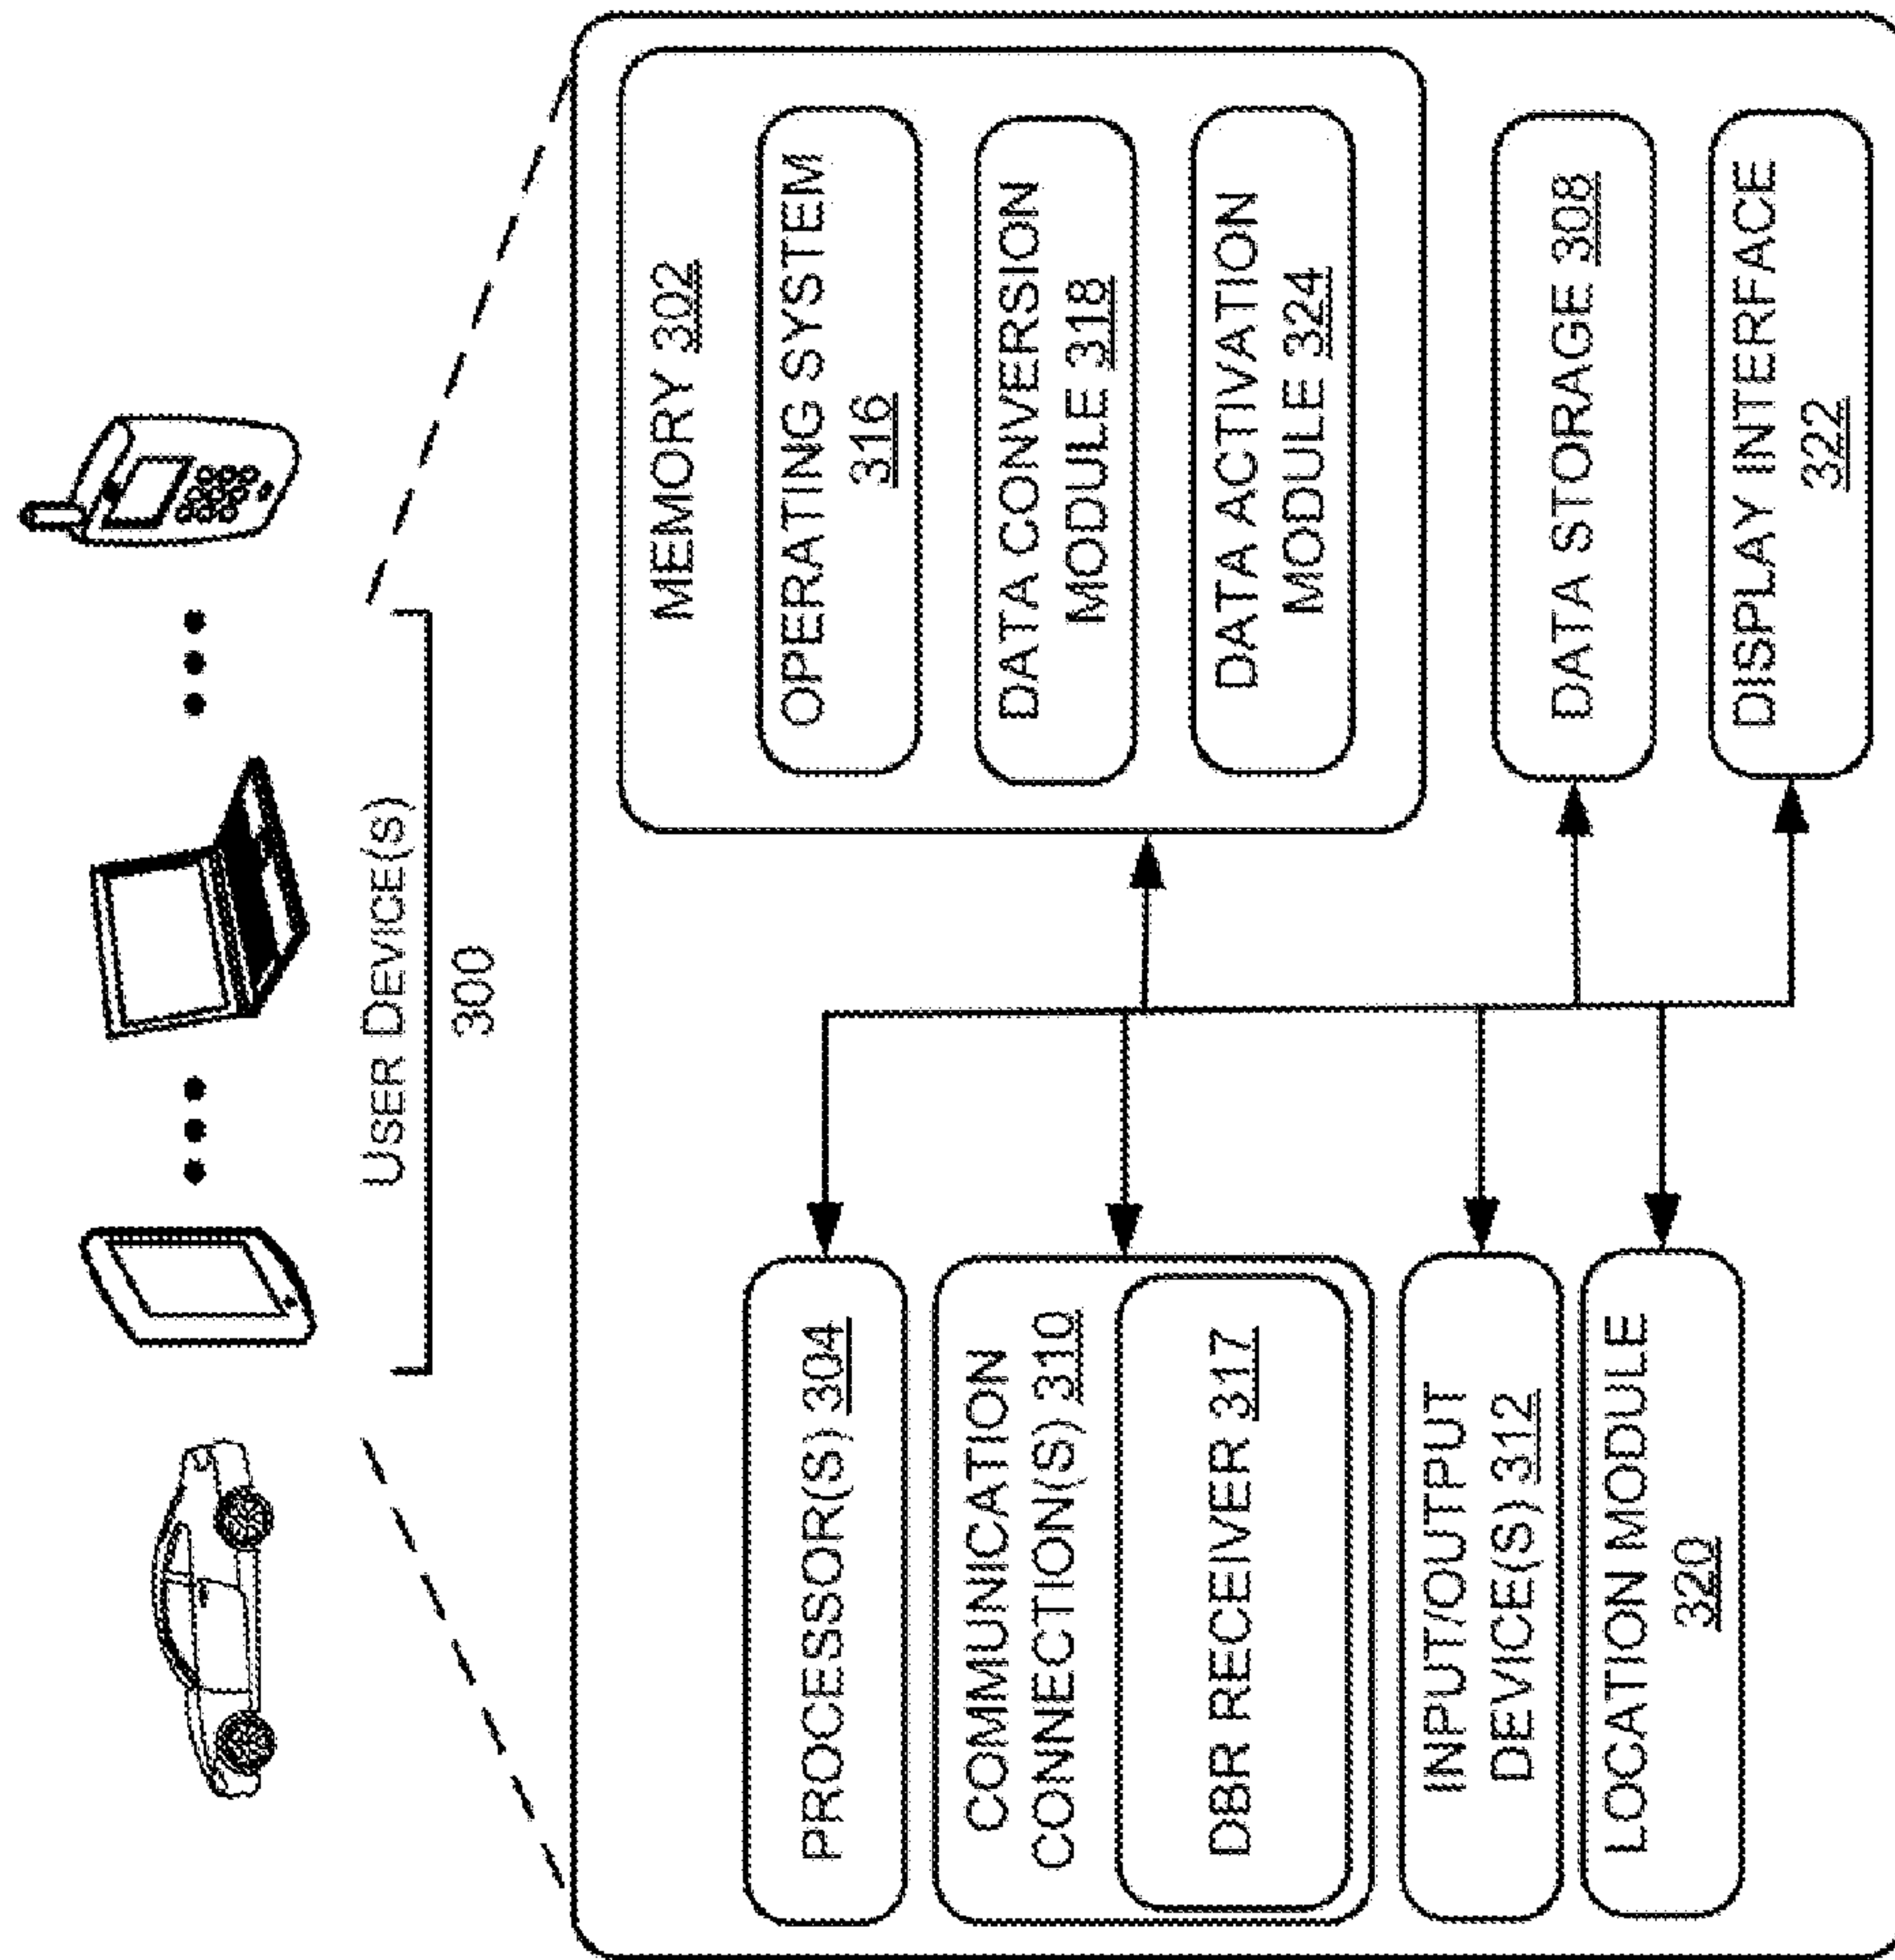 USER DEVICE(S)
300
PROCESSOR(S) 304
COMMUNICATION
CONNECTION(S) 310
DBR RECEIVER 317
INPUT/OUTPUT
DEVICE(S) 312
LOCATION MODULE
320
MEMORY 302
OPERATING SYSTEM
316
DATA CONVERSION
MODULE 318
DATA ACTIVATION
MODULE 324
DATA STORAGE 308
DISPLAY INTERFACE
322